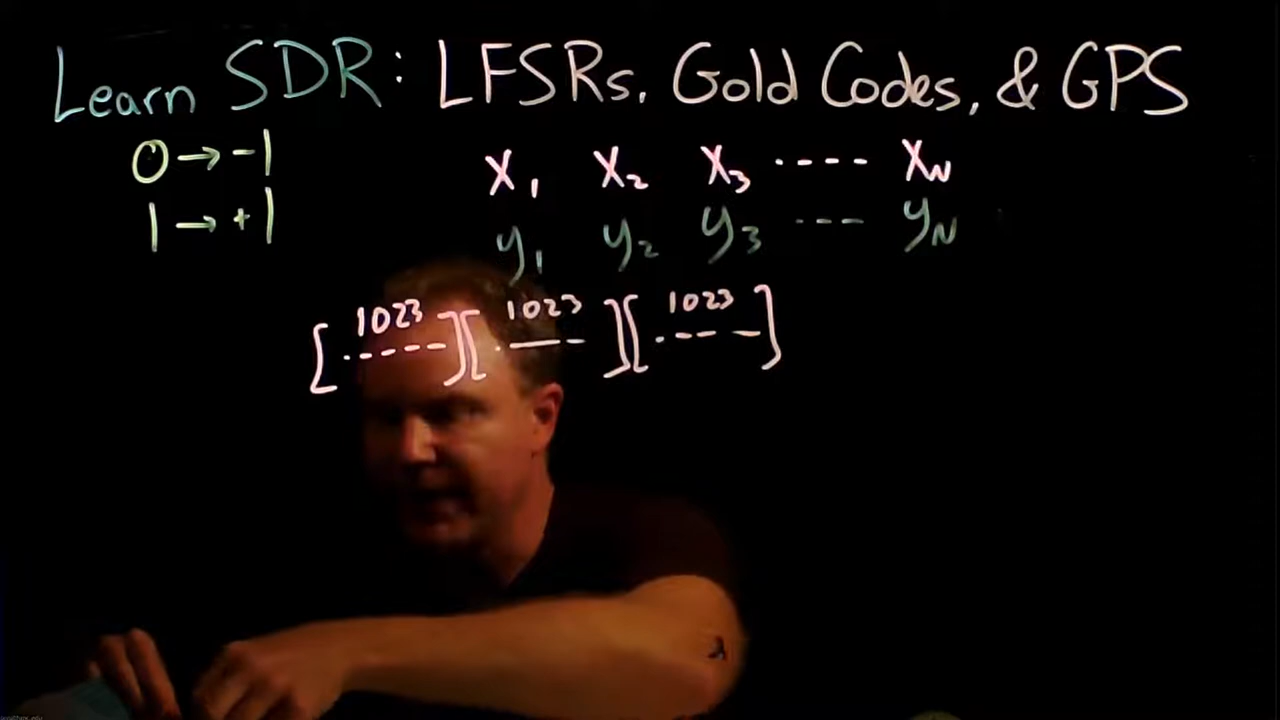 Learn SDR: LFSRs, Gold Codes, & GPS
0 → -1
1 → +1
x1 x2 x3 ---- xN
y1 y2 y3 --- yN
[ 1023 ][ 1023 ][ 1023 ]